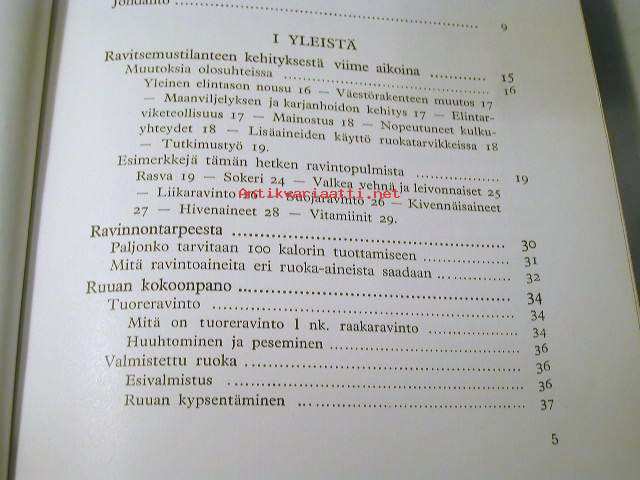 Johdanto ........ 9
I YLEISTÄ
Ravitsemustilanteen kehityksestä viime aikoina ........ 15
Muutoksia olosuhteissa ........ 16
Yleinen elintason nousu 16 — Väestörakenteen muutos 17
— Maanviljelyksen ja karjanhoidon kehitys 17 — Elintar-
viketeollisuus 17 — Mainostus 18 — Nopeutuneet kulku-
yhteydet 18 — Lisäaineiden käyttö ruokatarvikkeissa 18
— Tutkimustyö 19.
Esimerkkejä tämän hetken ravintopulmista ........ 19
Rasva 19 — Sokeri 24 — Valkea vehnä ja leivonnaiset 25
— Liikaravinto 26 — Suojaravinto 26 — Kivennäisaineet
Antikvariaatti.net
27 — Hivenaineet 28 — Vitamiinit 29.
Ravinnontarpeesta ........ 30
Paljonko tarvitaan 100 kalorin tuottamiseen ........ 31
Mitä ravintoaineita eri ruoka-aineista saadaan ........ 32
Ruuan kokoonpano ........ 34
Tuoreravinto ........ 34
Mitä on tuoreravinto l nk. raakaravinto ........ 34
Huuhtominen ja peseminen ........ 36
Valmistettu ruoka ........ 36
Esivalmistus ........ 36
Ruuan kypsentäminen ........ 37
5